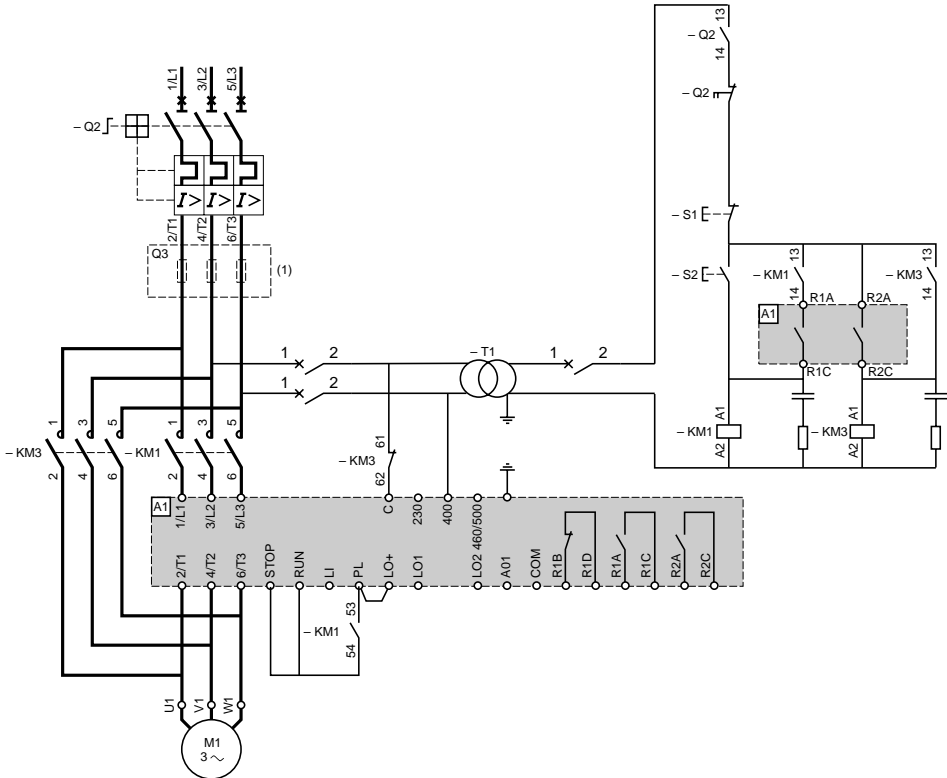 13
– Q2
14
– Q2
1/L1
3/L2
5/L3
– Q2
I >
I >
I >
2/T1
4/T2
6/T3
– S1
Q3
(1)
– S2
13
– KM1
14
13
– KM3
14
R1A
R2A
A1
R1C
R2C
1
2
– T1
1
2
1
2
1
3
5
– KM3
2
4
6
1
3
5
– KM1
2
4
6
61
– KM3
62
A1
– KM1
A2
A1
– KM3
A2
A1
1/L1
3/L2
5/L3
C
230
400
LO2 460/500
2/T1
4/T2
6/T3
STOP
RUN
LI
PL
LO+
LO1
A01
COM
R1B
R1D
R1A
R1C
R2A
R2C
53
– KM1
54
U1
V1
W1
M1
3 ~